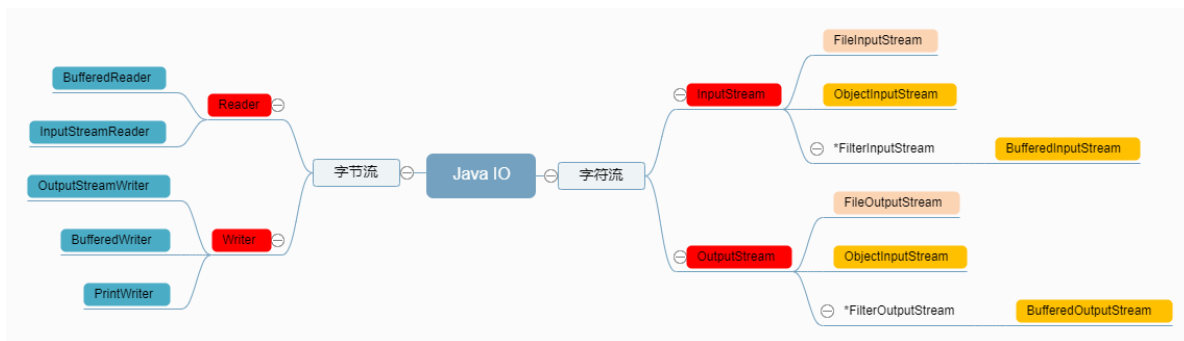 BufferedReader
InputStreamReader
Reader
OutputStreamWriter
BufferedWriter
PrintWriter
Writer
字节流
Java IO
字符流
InputStream
FileInputStream
ObjectInputStream
*FilterInputStream
BufferedInputStream
OutputStream
FileOutputStream
ObjectInputStream
*FilterOutputStream
BufferedOutputStream